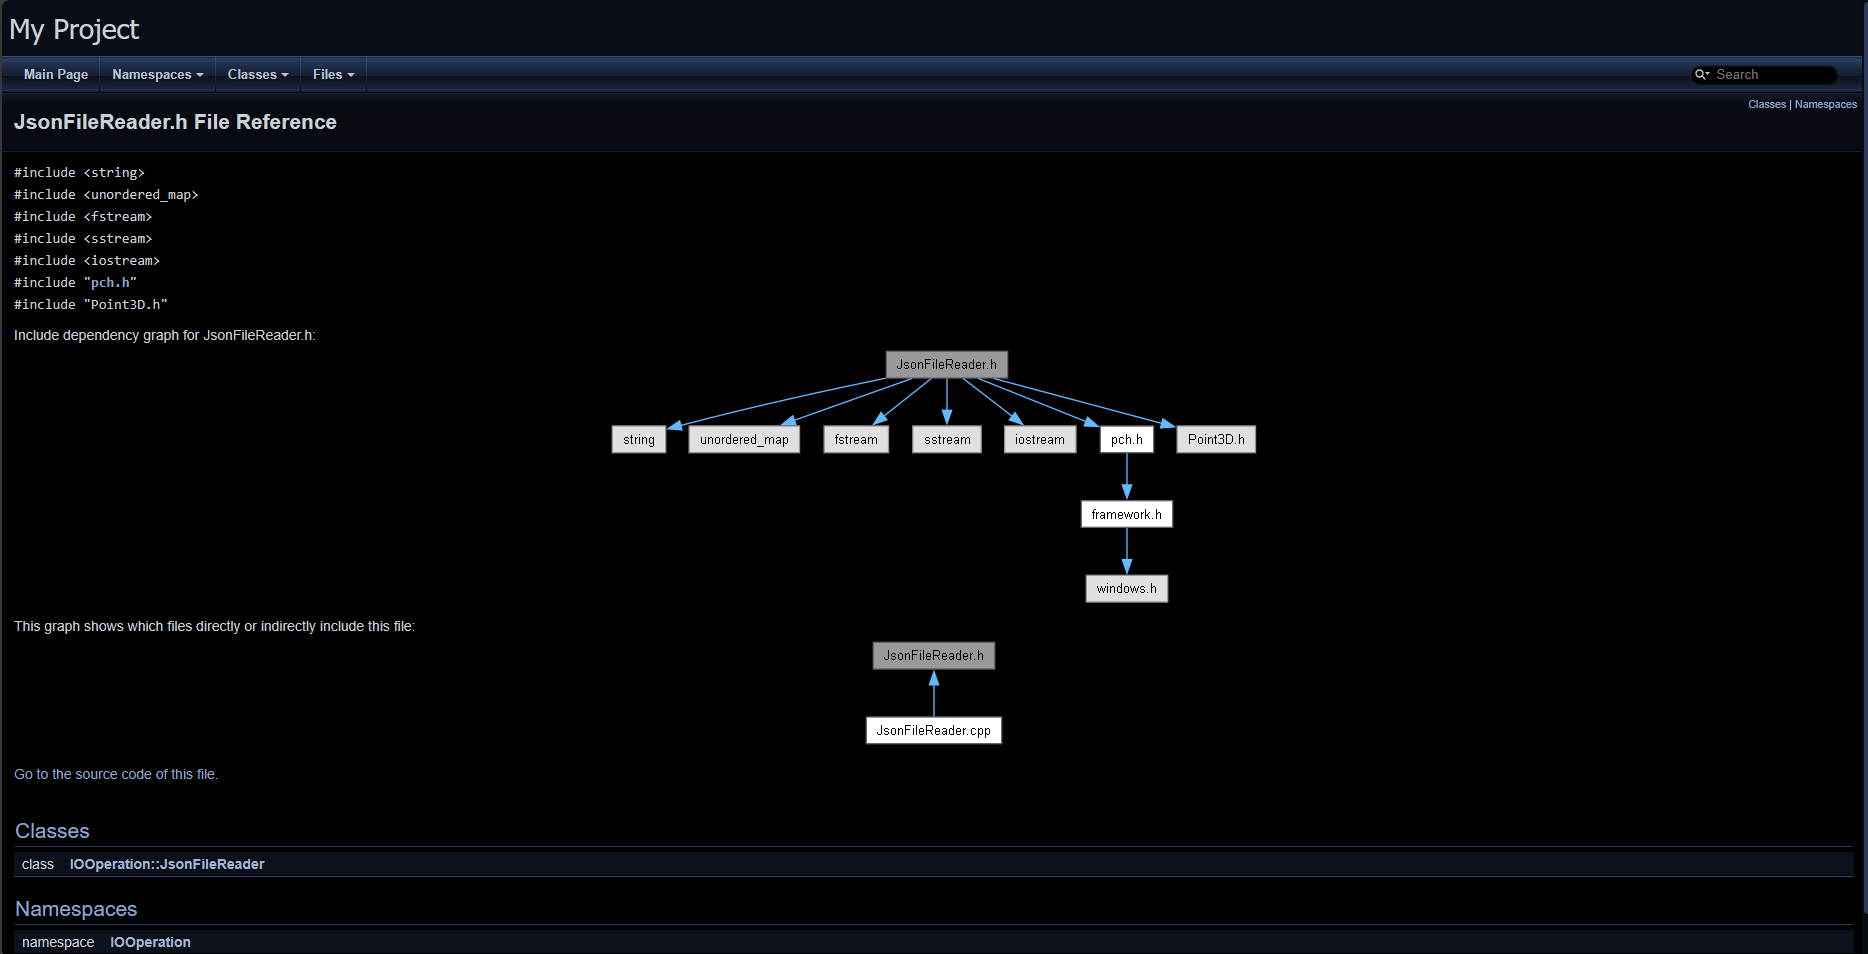 My Project
Main Page Namespaces Classes Files Search
Classes | Namespaces
JsonFileReader.h File Reference
#include <string>
#include <unordered_map>
#include <fstream>
#include <sstream>
#include <iostream>
#include "pch.h"
#include "Point3D.h"
Include dependency graph for JsonFileReader.h:
JsonFileReader.h
string unordered_map fstream sstream iostream pch.h Point3D.h
framework.h
windows.h
This graph shows which files directly or indirectly include this file:
JsonFileReader.h
JsonFileReader.cpp
Go to the source code of this file.
Classes
class IOOperation::JsonFileReader
Namespaces
namespace IOOperation